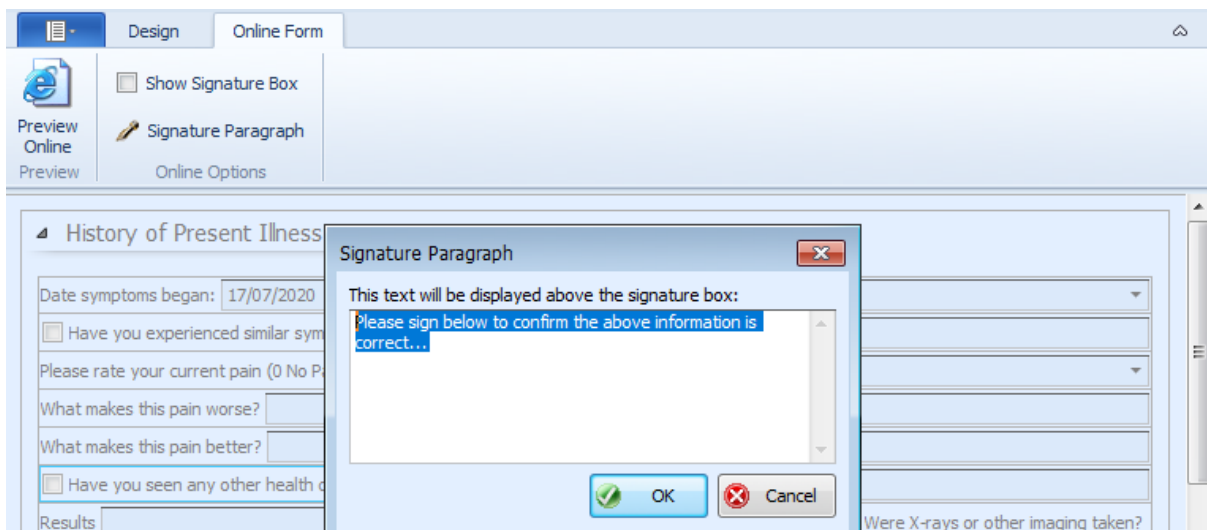 Design
Online Form
Show Signature Box
Preview
Online
Signature Paragraph
Preview
Online Options
History of Present Illness
Signature Paragraph
Date symptoms began: 17/07/2020
This text will be displayed above the signature box:
Please sign below to confirm the above information is
correct...
Have you experienced similar sym
Please rate your current pain (0 No Pa
What makes this pain worse?
What makes this pain better?
Have you seen any other health
OK
Cancel
Results
Were X-rays or other imaging taken?